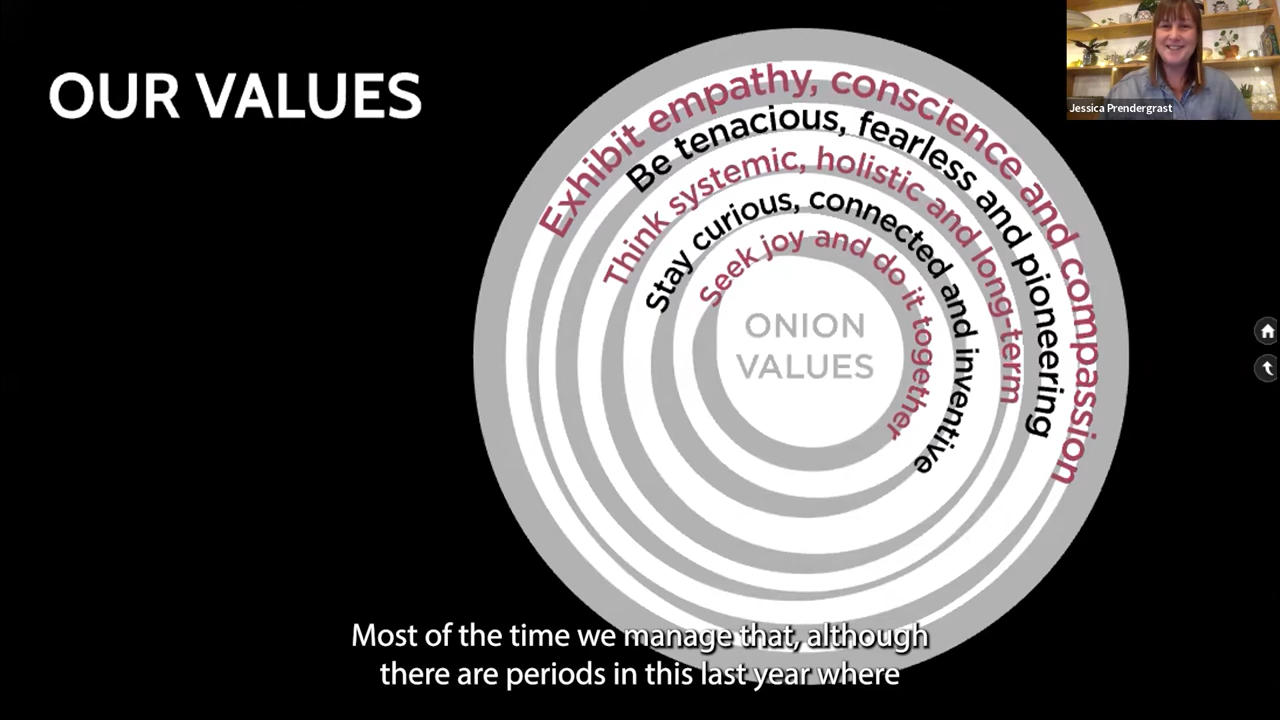 OUR VALUES
Jessica Prendergrast
Exhibit empathy, conscience and compassion
Be tenacious, fearless and pioneering
Think systemic, holistic and long-term
Stay curious, connected and inventive
Seek joy and do it together
ONION
VALUES
Most of the time we manage that, although
there are periods in this last year where